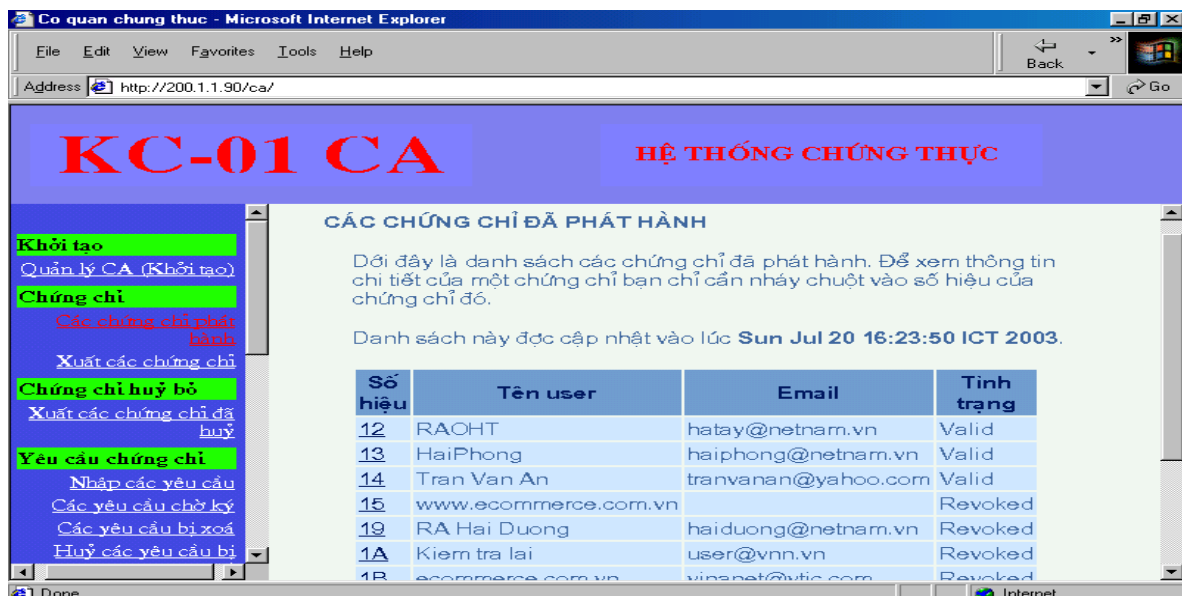 Co quan chung thuc - Microsoft Internet Explorer
File Edit View Favorites Tools Help
Back
»
Address http://200.1.1.90/ca/
Go
KC-01 CA
HỆ THỐNG CHỨNG THỰC
Khởi tạo
Quản lý CA (Khởi tạo)
Chứng chỉ
Các chứng chỉ phát
hành
Xuất các chứng chỉ
Chứng chỉ huỷ bỏ
Xuất các chứng chỉ đã
huỷ
Yêu cầu chứng chỉ
Nhập các yêu cầu
Các yêu cầu chờ ký
Các yêu cầu bị xoá
Huỷ các yêu cầu bị
CÁC CHỨNG CHỈ ĐÃ PHÁT HÀNH
Dới đây là danh sách các chứng chỉ đã phát hành. Để xem thông tin
chi tiết của một chứng chỉ bạn chỉ cần nháy chuột vào số hiệu của
chứng chỉ đó.
Danh sách này đợc cập nhật vào lúc Sun Jul 20 16:23:50 ICT 2003.
Số hiệu Tên user Email Tình trạng
12 RAOHT hatay@netnam.vn Valid
13 HaiPhong haiphong@netnam.vn Valid
14 Tran Van An tranvanan@yahoo.com Valid
15 www.ecommerce.com.vn Revoked
19 RA Hai Duong haiduong@netnam.vn Revoked
1A Kiem tra lai user@vnn.vn Revoked
1B ecommerce.com.vn vinanet@vtic.com Revoked
Done Internet